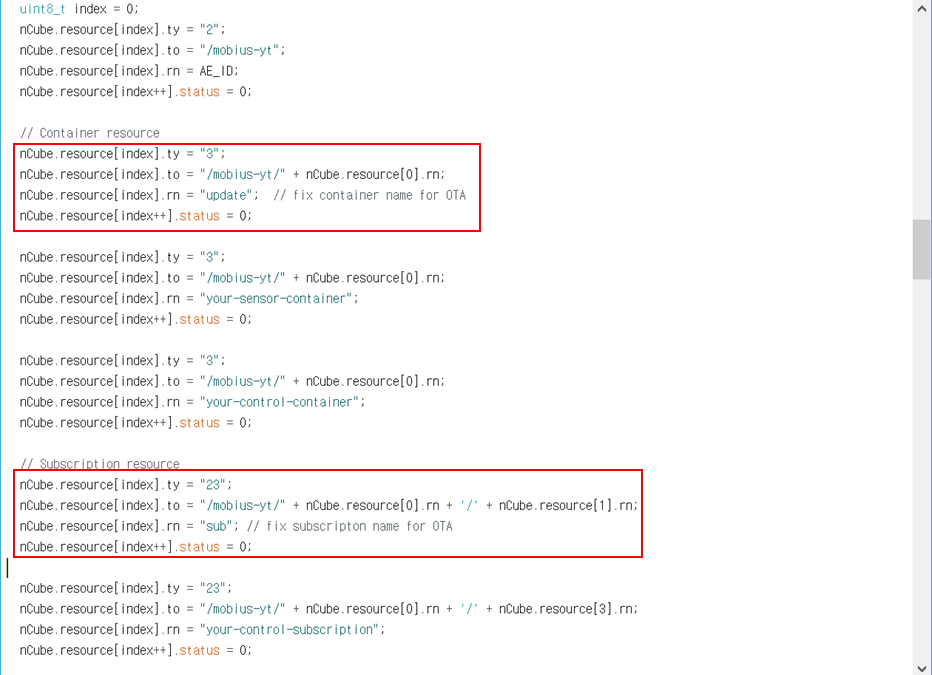 uint8_t index = 0;
nCube.resource[index].ty = "2";
nCube.resource[index].to = "/mobius-yt";
nCube.resource[index].rn = AE_ID;
nCube.resource[index++].status = 0;
// Container resource
nCube.resource[index].ty = "3";
nCube.resource[index].to = "/mobius-yt/" + nCube.resource[0].rn;
nCube.resource[index].rn = "update";  // fix container name for OTA
nCube.resource[index++].status = 0;
nCube.resource[index].ty = "3";
nCube.resource[index].to = "/mobius-yt/" + nCube.resource[0].rn;
nCube.resource[index].rn = "your-sensor-container";
nCube.resource[index++].status = 0;
nCube.resource[index].ty = "3";
nCube.resource[index].to = "/mobius-yt/" + nCube.resource[0].rn;
nCube.resource[index].rn = "your-control-container";
nCube.resource[index++].status = 0;
// Subscription resource
nCube.resource[index].ty = "23";
nCube.resource[index].to = "/mobius-yt/" + nCube.resource[0].rn + '/' + nCube.resource[1].rn;
nCube.resource[index].rn = "sub"; // fix subscripton name for OTA
nCube.resource[index++].status = 0;
nCube.resource[index].ty = "23";
nCube.resource[index].to = "/mobius-yt/" + nCube.resource[0].rn + '/' + nCube.resource[3].rn;
nCube.resource[index].rn = "your-control-subscription";
nCube.resource[index++].status = 0;